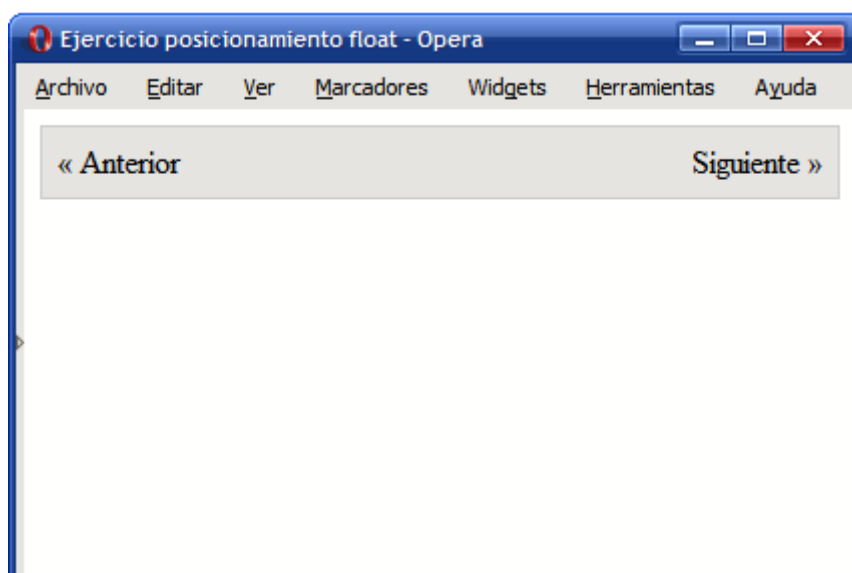 Ejercicio posicionamiento float - Opera
Archivo Editar Ver Marcadores Widgets Herramientas Ayuda
« Anterior Siguiente »